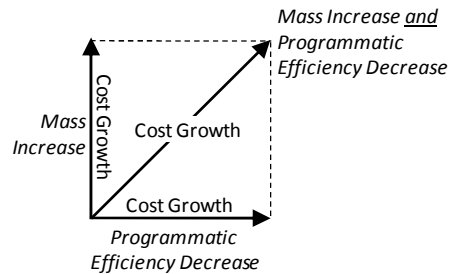 Mass Increase and
Programmatic
Efficiency Decrease
Cost Growth
Mass
Increase
Cost Growth
Cost Growth
Programmatic
Efficiency Decrease